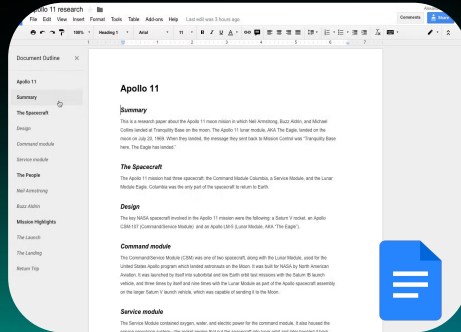 Apollo 11 research
File Edit View Insert Format Tools Table Add-ons Help Last edit was 3 hours ago
Comments
Share
100% Heading 1 Arial 11
Document Outline
Apollo 11
Summary
The Spacecraft
Design
Command module
Service module
The People
Neil Armstrong
Buzz Aldrin
Mission Highlights
The Launch
The Landing
Return Trip
Apollo 11
Summary
This is a research paper about the Apollo 11 moon mission in which Neil Armstrong, Buzz Aldrin, and Michael
Collins landed at Tranquility Base on the moon. The Apollo 11 lunar module, AKA The Eagle, landed on the
moon on July 20, 1969. When they landed, the message they sent back to Mission Control was "Tranquility Base
here. The Eagle has landed."
The Spacecraft
The Apollo 11 mission had three spacecraft: the Command Module Columbia, a Service Module, and the Lunar
Module Eagle. Columbia was the only part of the spacecraft to return to Earth.
Design
The key NASA spacecraft involved in the Apollo 11 mission were the following: a Saturn V rocket, an Apollo
CSM-107 (Command/Service Module) and an Apollo LM-5 (Lunar Module, AKA "The Eagle").
Command module
The Command/Service Module (CSM) was one of two spacecraft, along with the Lunar Module, used for the
United States Apollo program which landed astronauts on the Moon. It was built for NASA by North American
Aviation. It was launched by itself into suborbital and low Earth orbit test missions with the Saturn IB launch
vehicle, and three times by itself and nine times with the Lunar Module as part of the Apollo spacecraft assembly
on the larger Saturn V launch vehicle, which was capable of sending it to the Moon.
Service module
The Service Module contained oxygen, water, and electric power for the command module. It also housed the